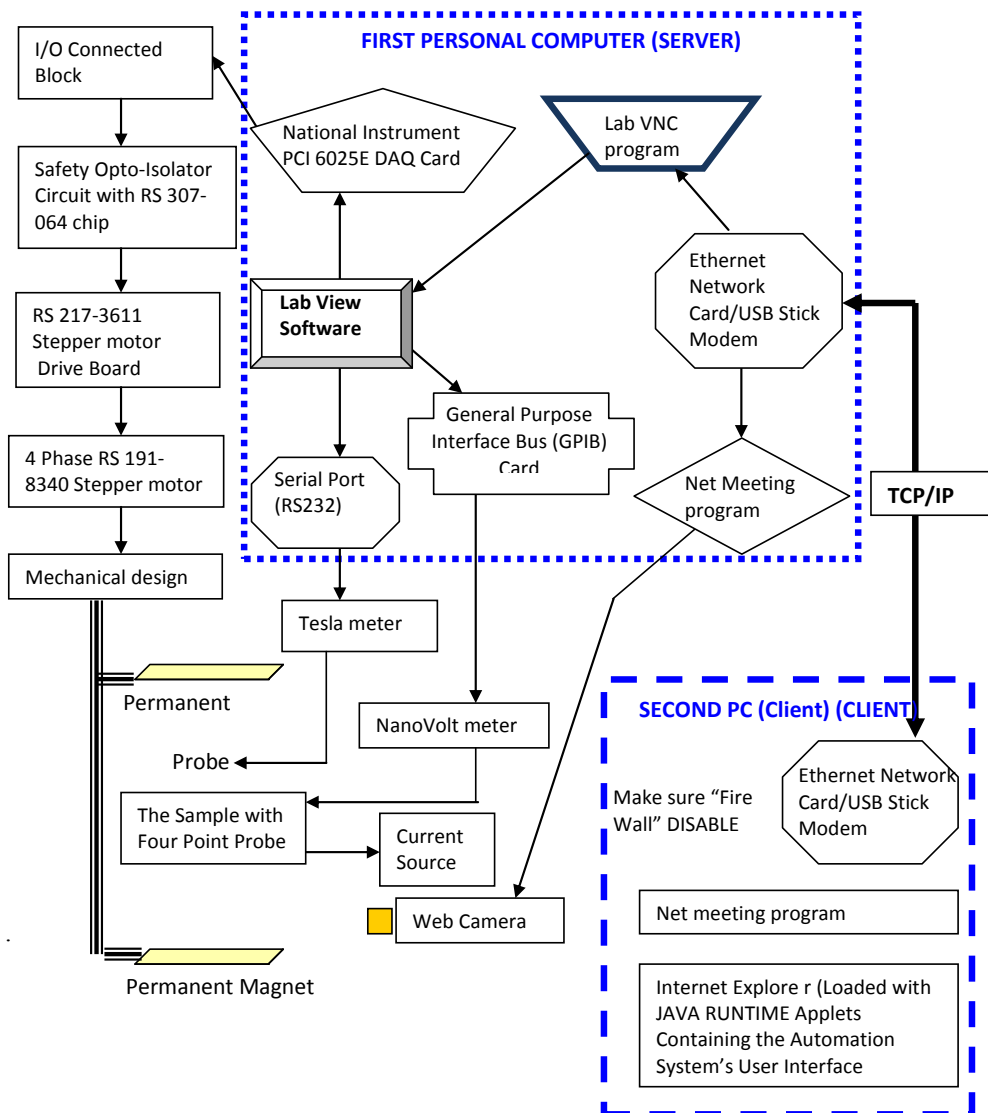 I/O Connected
Block
FIRST PERSONAL COMPUTER (SERVER)
National Instrument
PCI 6025E DAQ Card
Lab VNC
program
Safety Opto-Isolator
Circuit with RS 307-
064 chip
Ethernet
Network
Card/USB Stick
Modem
Lab View
Software
RS 217-3611
Stepper motor
Drive Board
General Purpose
Interface Bus (GPIB)
Card
4 Phase RS 191-
8340 Stepper motor
Serial Port
(RS232)
Net Meeting
program
TCP/IP
Mechanical design
Tesla meter
Permanent
NanoVolt meter
Probe
The Sample with
Four Point Probe
Current
Source
Web Camera
Permanent Magnet
SECOND PC (Client) (CLIENT)
Ethernet Network
Card/USB Stick
Modem
Make sure “Fire
Wall” DISABLE
Net meeting program
Internet Explore r (Loaded with
JAVA RUNTIME Applets
Containing the Automation
System’s User Interface